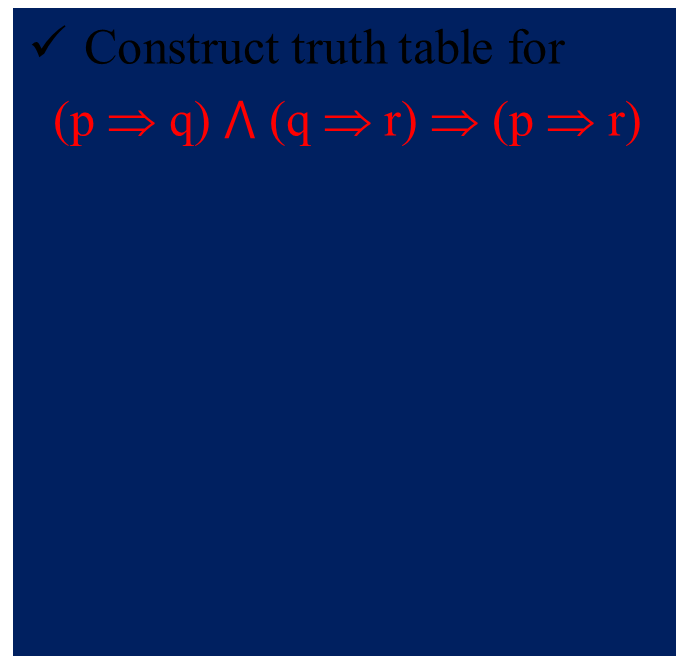 ✓ Construct truth table for
(p ⇒ q) Λ (q ⇒ r) ⇒ (p ⇒ r)